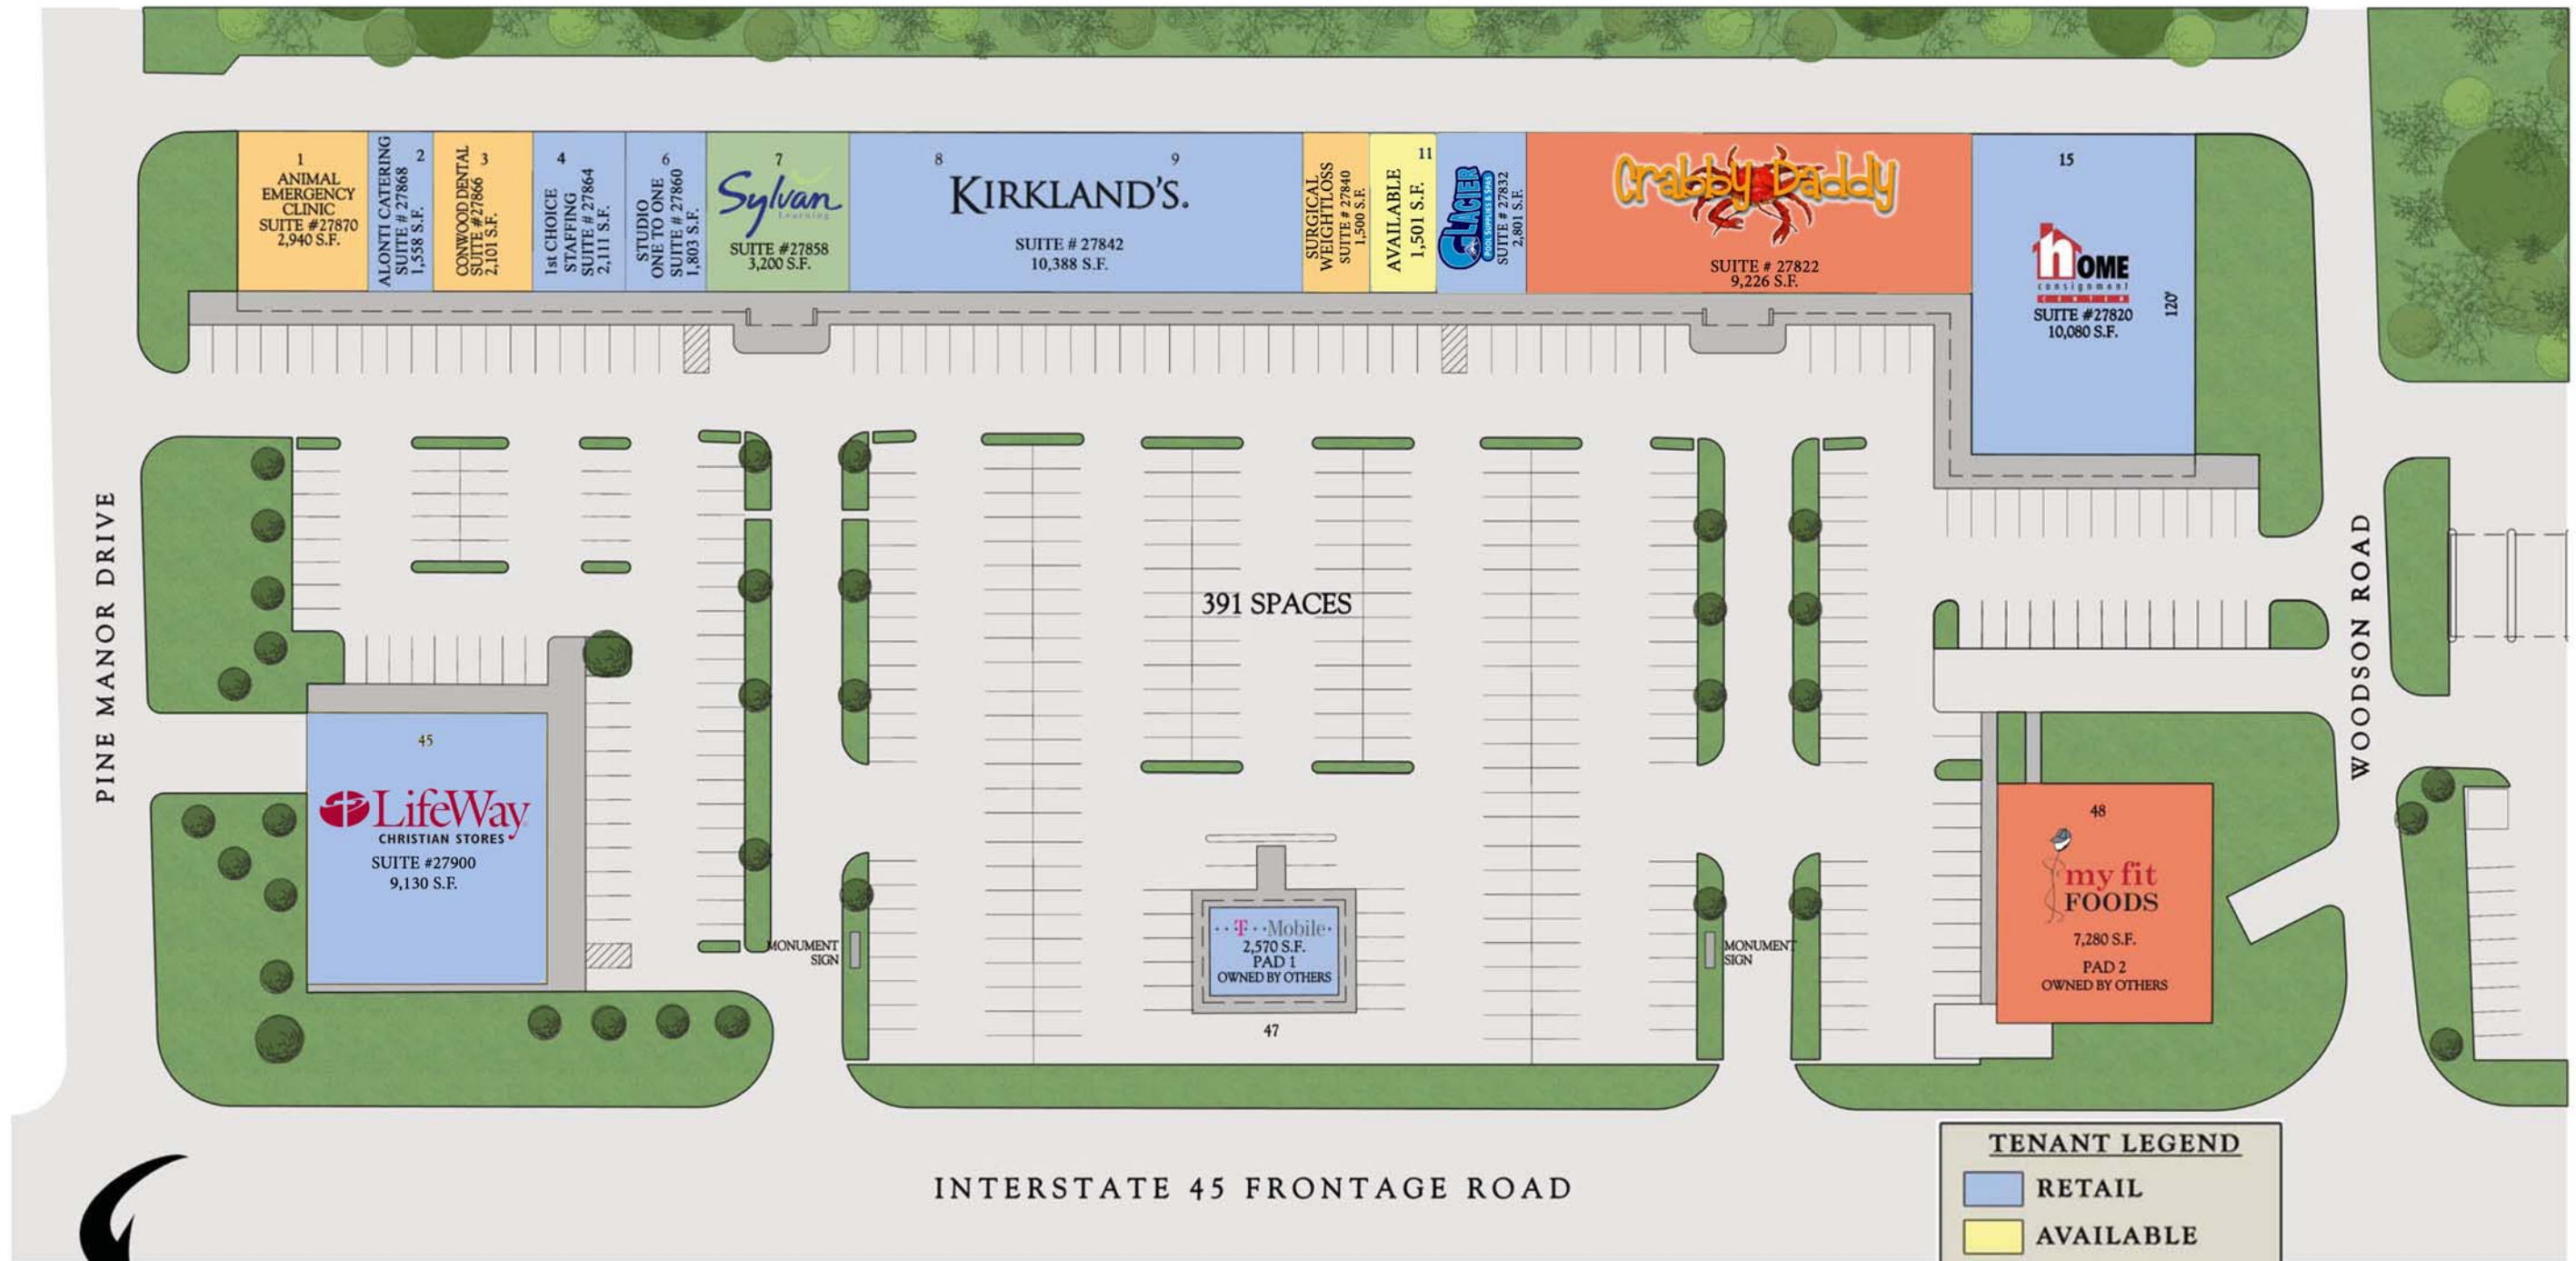 1
ANIMAL
EMERGENCY
CLINIC
SUITE #27870
2,940 S.F.
2
ALONTI CATERING
SUITE # 27868
1,558 S.F.
3
CONWOOD DENTAL
SUITE #27866
2,101 S.F.
4
1st CHOICE
STAFFING
SUITE # 27864
2,111 S.F.
6
STUDIO
ONE TO ONE
SUITE # 27860
1,803 S.F.
7
Sylvan
Learning
SUITE #27858
3,200 S.F.
8
9
KIRKLAND'S.
SUITE # 27842
10,388 S.F.
SURGICAL
WEIGHTLOSS
SUITE # 27840
1,500 S.F.
11
AVAILABLE
1,501 S.F.
GLACIER
POOL SUPPLIES & SPAS
SUITE # 27832
2,801 S.F.
Crabby Daddy
SUITE # 27822
9,226 S.F.
15
hOME
consignment
CENTER
SUITE #27820
10,080 S.F.
120'
PINE MANOR DRIVE
391 SPACES
WOODSON ROAD
45
LifeWay
CHRISTIAN STORES
SUITE #27900
9,130 S.F.
MONUMENT
SIGN
T Mobile
2,570 S.F.
PAD 1
OWNED BY OTHERS
47
MONUMENT
SIGN
48
my fit
FOODS
7,280 S.F.
PAD 2
OWNED BY OTHERS
INTERSTATE 45 FRONTAGE ROAD
TENANT LEGEND
RETAIL
AVAILABLE